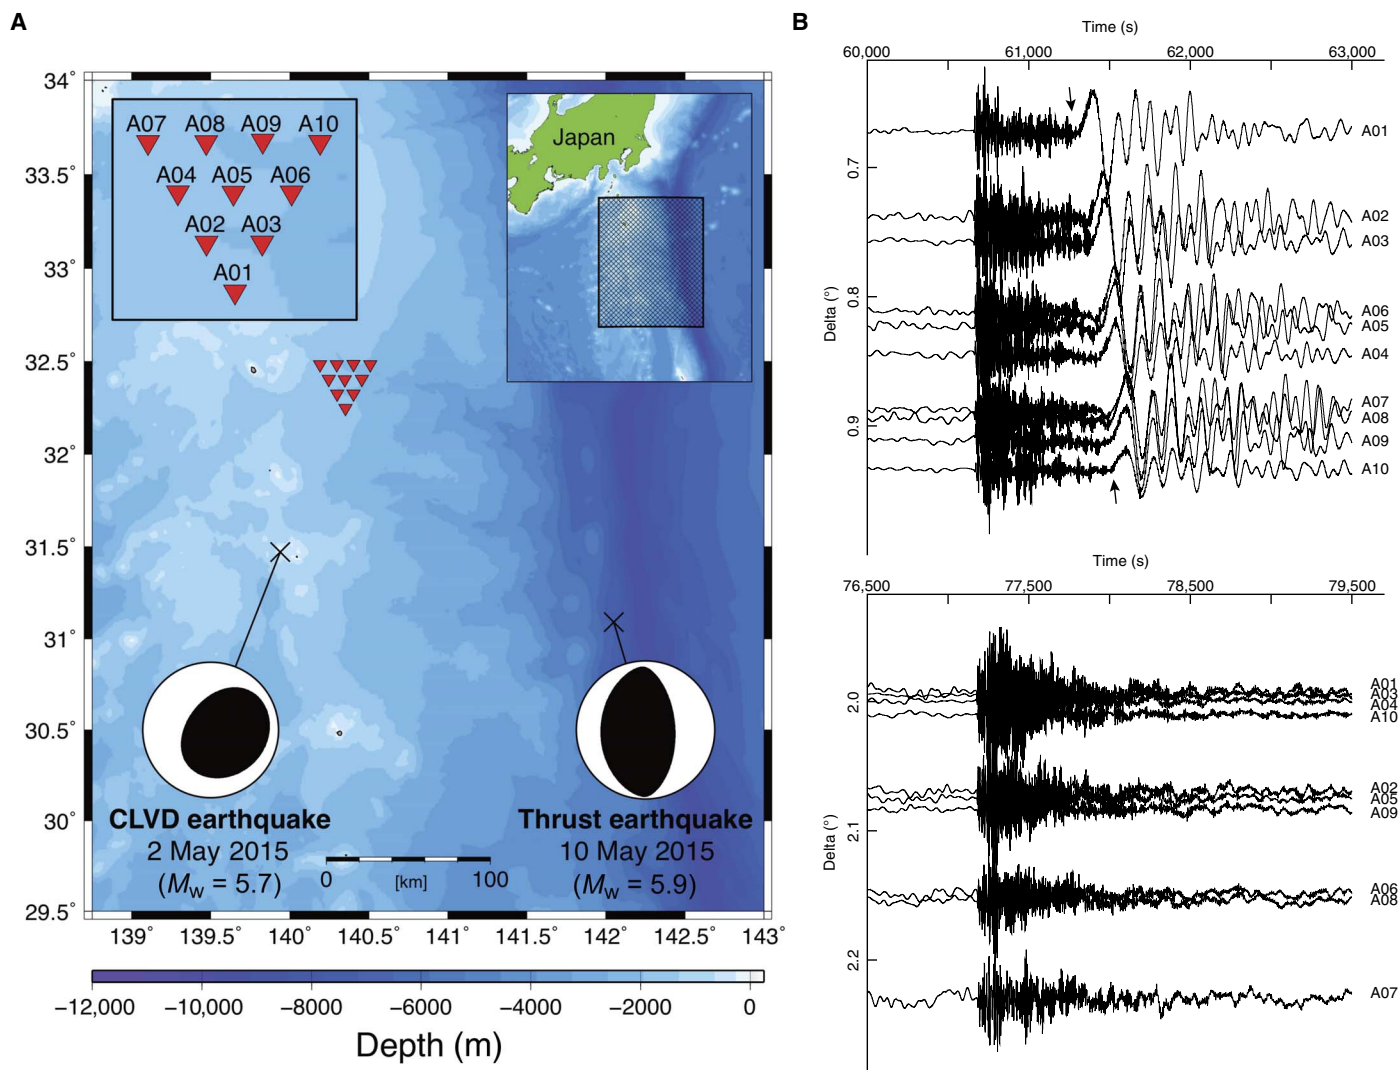 A
34°
33.5°
33°
32.5°
32°
31.5°
31°
30.5°
30°
29.5°
A07 A08 A09 A10
A04 A05 A06
A02 A03
A01
Japan
CLVD earthquake
2 May 2015
(Mw = 5.7)
0 [km] 100
Thrust earthquake
10 May 2015
(Mw = 5.9)
139° 139.5° 140° 140.5° 141° 141.5° 142° 142.5° 143°
−12,000 −10,000 −8000 −6000 −4000 −2000 0
Depth (m)
B
Time (s)
60,000 61,000 62,000 63,000
Delta (°)
0.7
0.8
0.9
A01
A02
A03
A06
A05
A04
A07
A08
A09
A10
Time (s)
76,500 77,500 78,500 79,500
Delta (°)
2.0
2.1
2.2
A01
A03
A04
A10
A02
A05
A09
A06
A08
A07